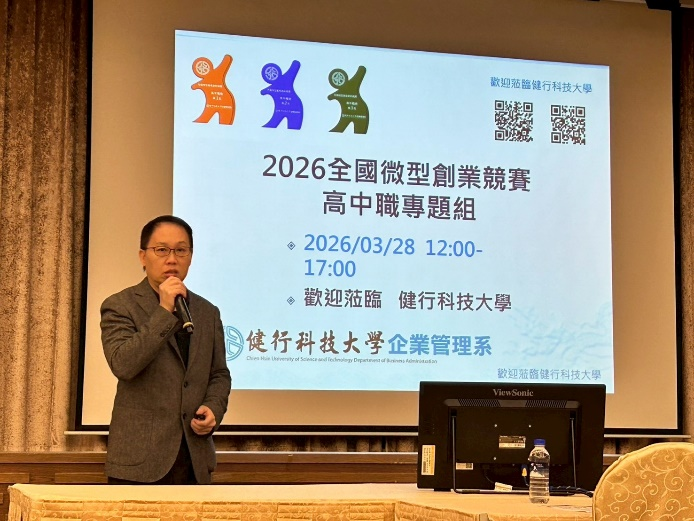 歡迎蒞臨健行科技大學
2026全國微型創業競賽
高中職專題組
2026/03/28 12:00-
17:00
歡迎蒞臨 健行科技大學
健行科技大學企業管理系
Chien Hsin University of Science and Technology Department of Business Administration
歡迎蒞臨健行科技大學
ViewSonic